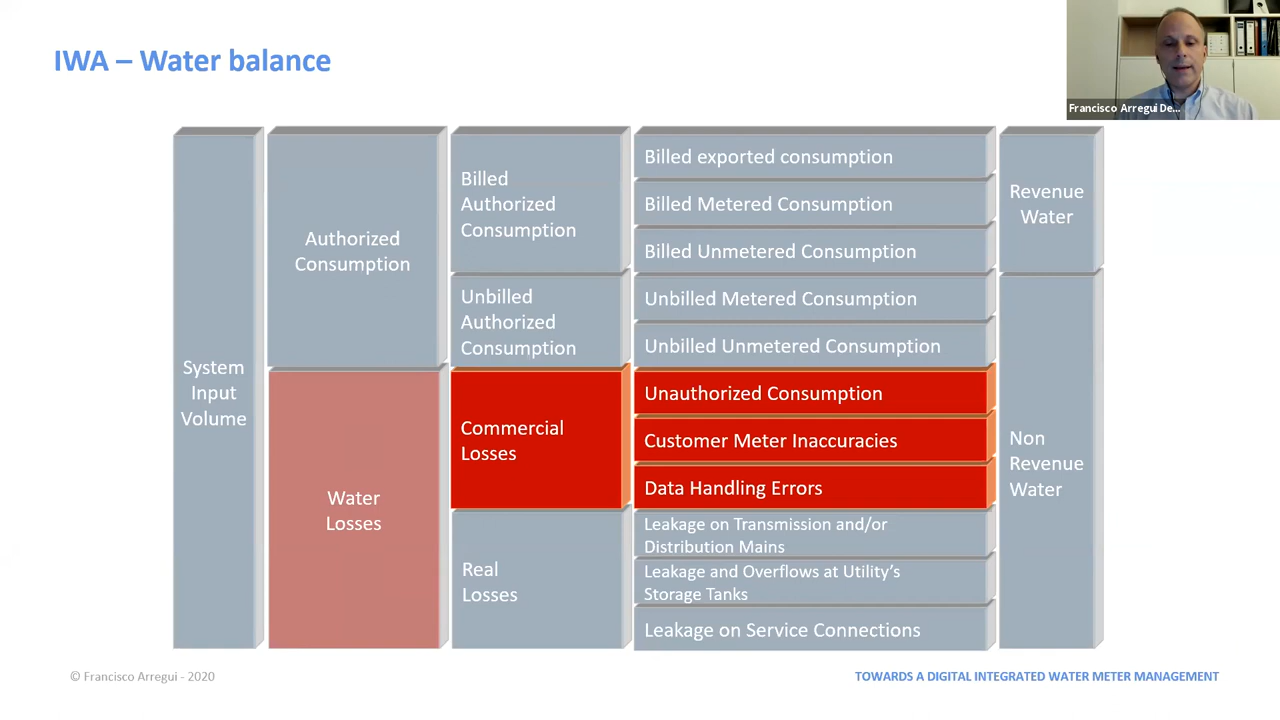 IWA – Water balance
Francisco Arregui De...
System
Input
Volume
Authorized
Consumption
Water
Losses
Billed
Authorized
Consumption
Unbilled
Authorized
Consumption
Commercial
Losses
Real
Losses
Billed exported consumption
Billed Metered Consumption
Billed Unmetered Consumption
Unbilled Metered Consumption
Unbilled Unmetered Consumption
Unauthorized Consumption
Customer Meter Inaccuracies
Data Handling Errors
Leakage on Transmission and/or
Distribution Mains
Leakage and Overflows at Utility’s
Storage Tanks
Leakage on Service Connections
Revenue
Water
Non
Revenue
Water
© Francisco Arregui - 2020
TOWARDS A DIGITAL INTEGRATED WATER METER MANAGEMENT